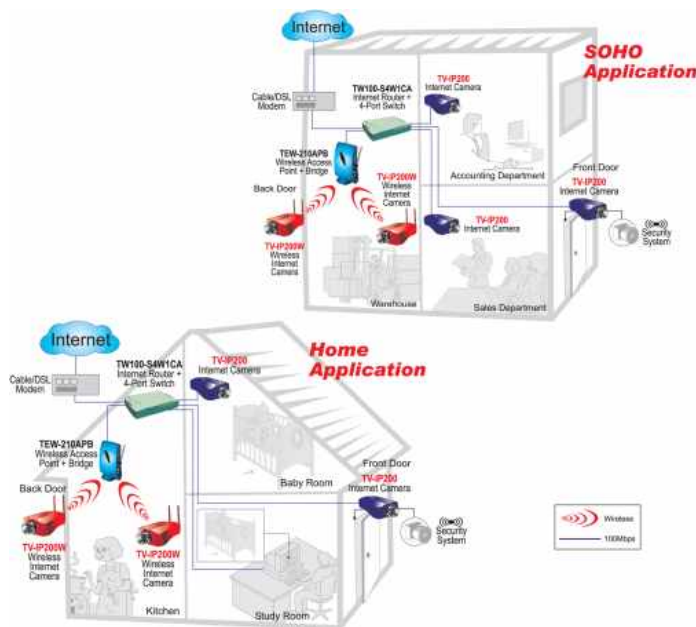 Internet
SOHO
Application
Cable/DSL
Modem
TW100-S4W1CA
Internet Router +
4-Port Switch
TV-IP200
Internet Camera
TEW-210APB
Wireless Access
Point + Bridge
Accounting Department
Front Door
TV-IP200
Internet Camera
Back Door
TV-IP200W
Wireless
Internet
Camera
TV-IP200
Internet Camera
Security
System
TV-IP200W
Wireless
Internet
Camera
Warehouse
Sales Department
Internet
Home
Application
Cable/DSL
Modem
TW100-S4W1CA
Internet Router +
4-Port Switch
TV-IP200
Internet Camera
TEW-210APB
Wireless Access
Point + Bridge
Baby Room
Front Door
TV-IP200
Internet Camera
Back Door
TV-IP200W
Wireless
Internet
Camera
TV-IP200W
Wireless
Internet
Camera
Security
System
Kitchen
Study Room
Wireless
100Mbps